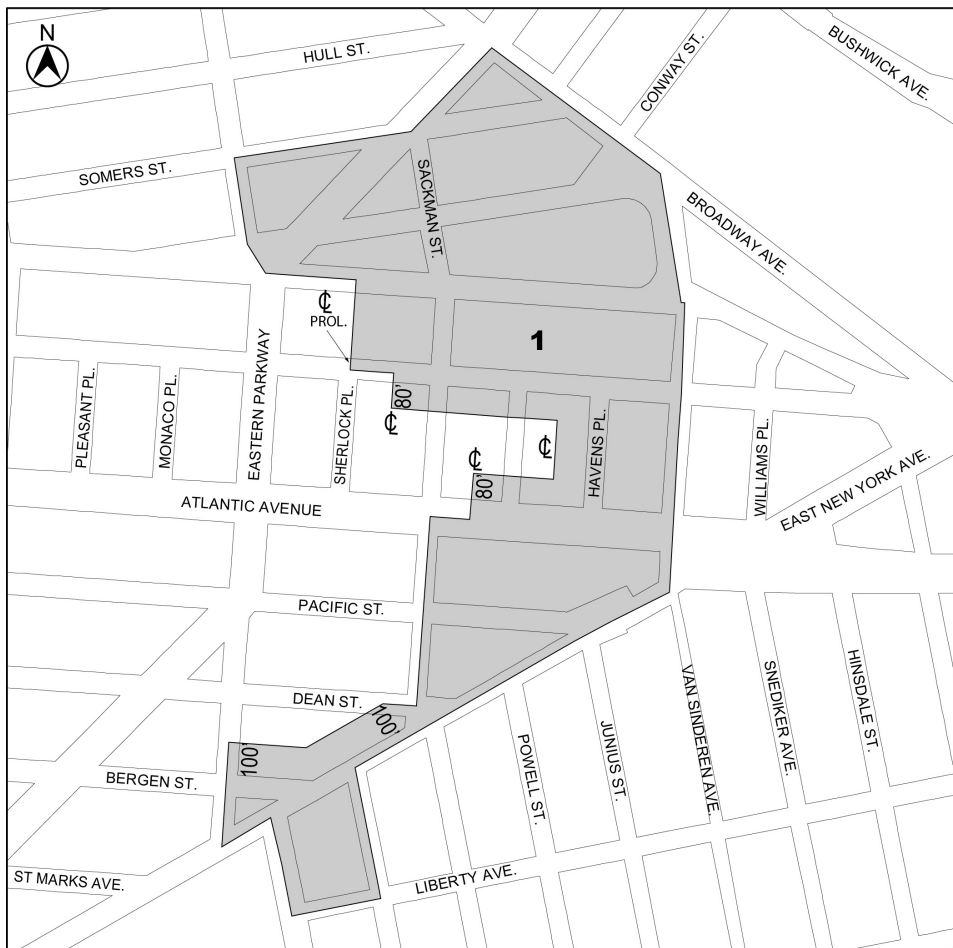 N
HULL ST.
CONWAY ST.
BUSHWICK AVE.
SOMERS ST.
SACKMAN ST.
BROADWAY AVE.
℄
PROL.
1
PLEASANT PL.
MONACO PL.
EASTERN PARKWAY
SHERLOCK PL.
80'
℄
℄
℄
80'
HAVENS PL.
WILLIAMS PL.
EAST NEW YORK AVE.
ATLANTIC AVENUE
PACIFIC ST.
DEAN ST.
100'
100'
BERGEN ST.
POWELL ST.
JUNIUS ST.
VAN SINDEREN AVE.
SNEDIKER AVE.
HINSDALE ST.
ST MARKS AVE.
LIBERTY AVE.